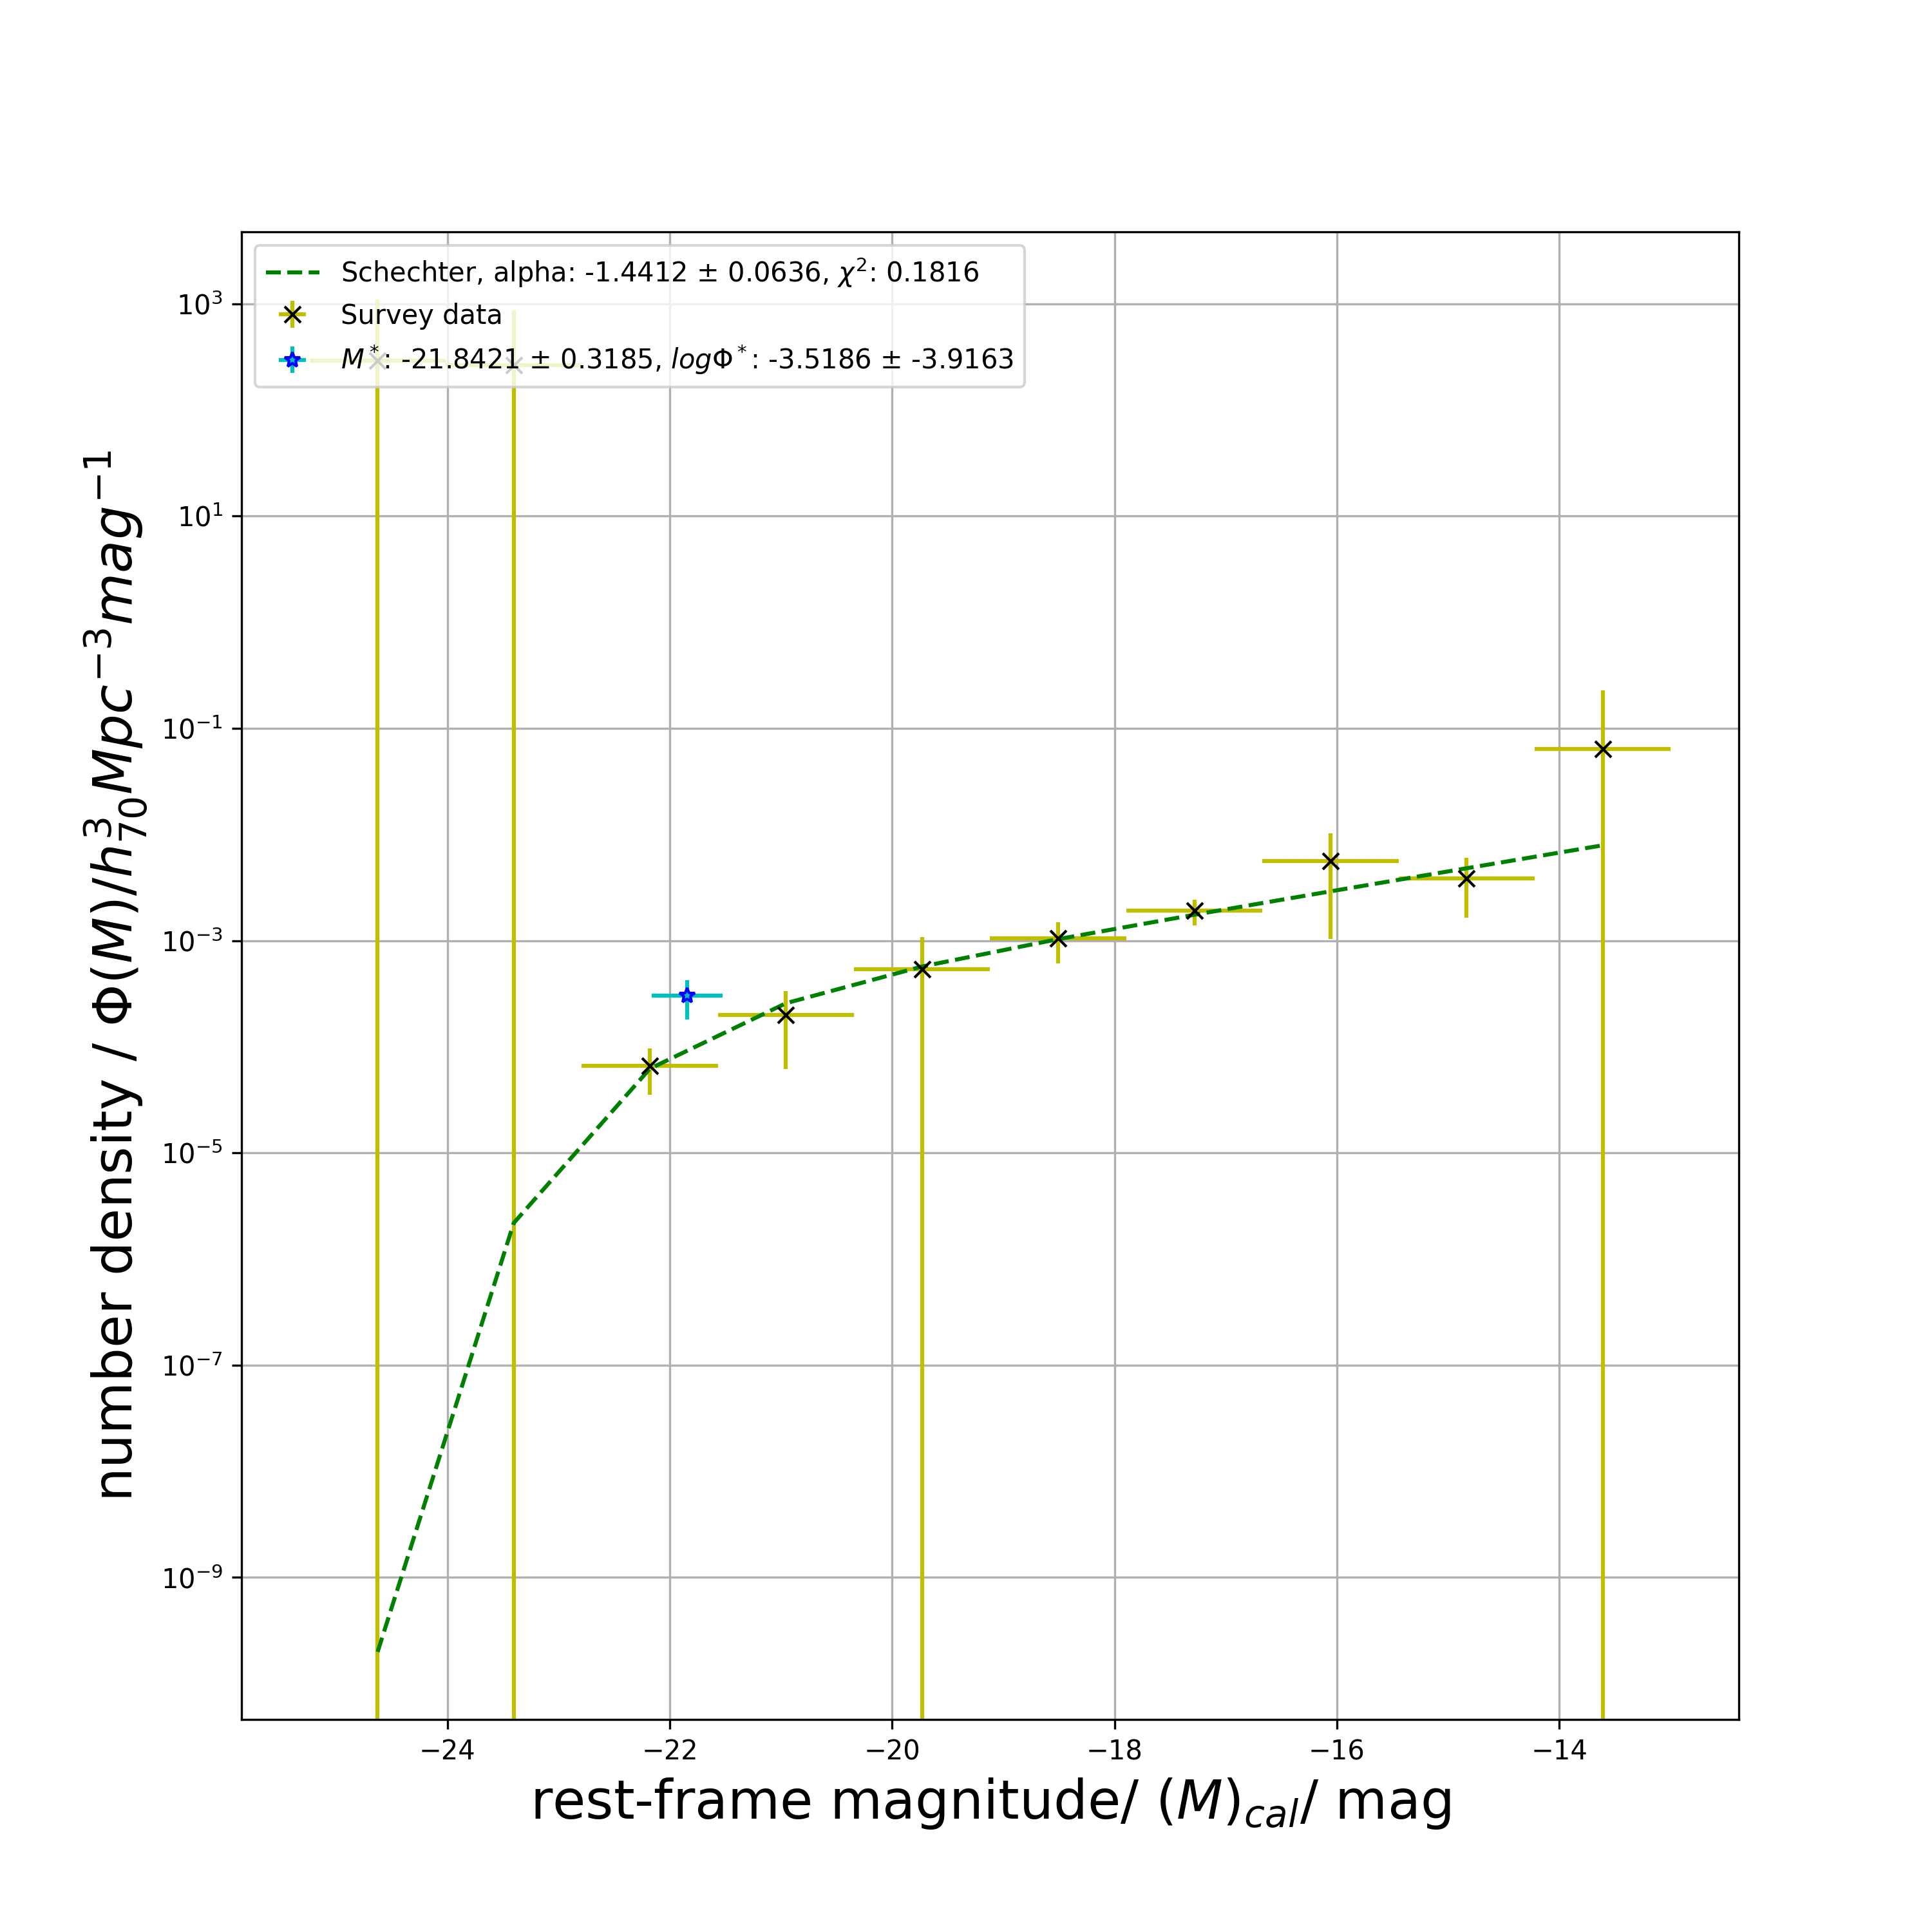 Schechter, alpha: -1.4412 ± 0.0636, χ²: 0.1816
Survey data
M*: -21.8421 ± 0.3185, logΦ*: -3.5186 ± -3.9163
10³
10¹
10⁻¹
10⁻³
10⁻⁵
10⁻⁷
10⁻⁹
number density / Φ(M)/h³₇₀Mpc⁻³mag⁻¹
−24 −22 −20 −18 −16 −14
rest-frame magnitude/ (M)cal/ mag